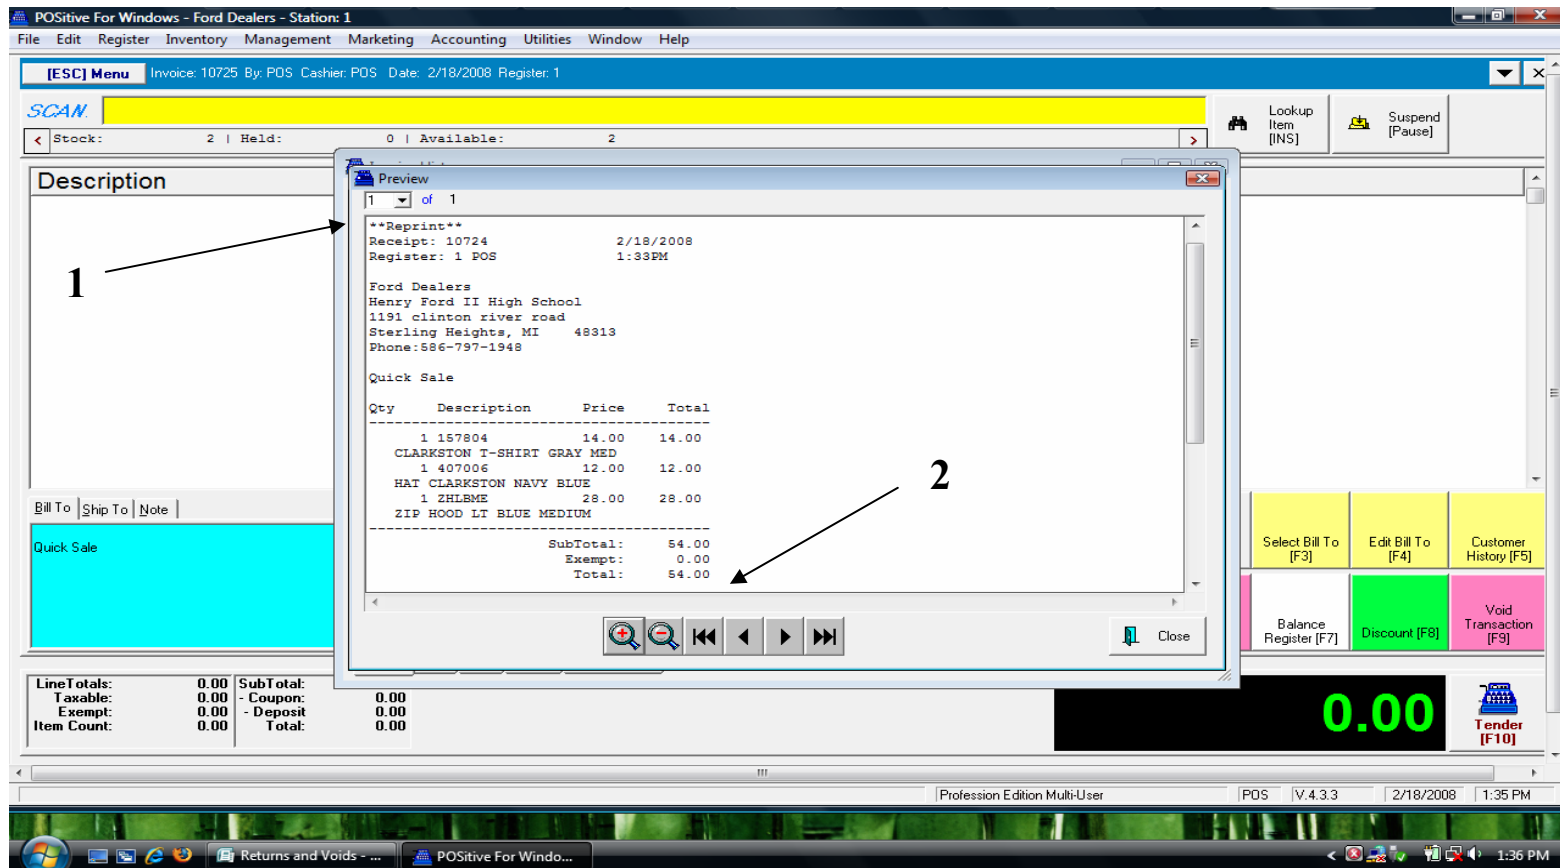 POSitive For Windows - Ford Dealers - Station: 1
File Edit Register Inventory Management Marketing Accounting Utilities Window Help
[ESC] Menu Invoice: 10725 By: POS Cashier: POS Date: 2/18/2008 Register: 1
SCAN.
Lookup Item [INS]
Suspend [Pause]
Stock: 2 | Held: 0 | Available: 2
Description
Preview
1 of 1
**Reprint**
Receipt: 10724 2/18/2008
Register: 1 POS 1:33PM
Ford Dealers
Henry Ford II High School
1191 clinton river road
Sterling Heights, MI 48313
Phone:586-797-1948
Quick Sale
Qty Description Price Total
1 157804 14.00 14.00
CLARKSTON T-SHIRT GRAY MED
1 407006 12.00 12.00
HAT CLARKSTON NAVY BLUE
1 ZHLBME 28.00 28.00
ZIP HOOD LT BLUE MEDIUM
SubTotal: 54.00
Exempt: 0.00
Total: 54.00
Close
1
2
Bill To Ship To Note
Quick Sale
Select Bill To [F3]
Edit Bill To [F4]
Customer History [F5]
Balance Register [F7]
Discount [F8]
Void Transaction [F9]
LineTotals: 0.00 SubTotal:
Taxable: 0.00 - Coupon: 0.00
Exempt: 0.00 - Deposit 0.00
Item Count: 0.00 Total: 0.00
0.00
Tender [F10]
Profession Edition Multi-User POS V.4.3.3 2/18/2008 1:35 PM
Returns and Voids - ... POSitive For Windo... 1:36 PM